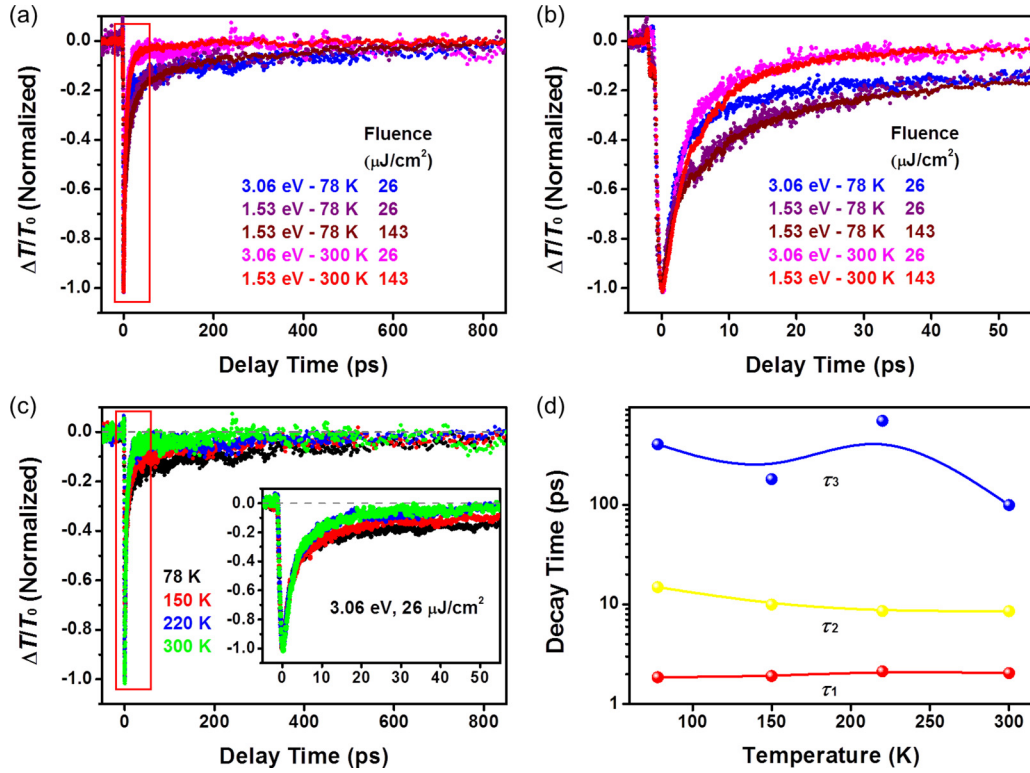 (a)
0.0
-0.2
-0.4
-0.6
-0.8
-1.0
ΔT/T₀ (Normalized)
Fluence
(μJ/cm²)
3.06 eV - 78 K 26
1.53 eV - 78 K 26
1.53 eV - 78 K 143
3.06 eV - 300 K 26
1.53 eV - 300 K 143
0 200 400 600 800
Delay Time (ps)
(b)
0.0
-0.2
-0.4
-0.6
-0.8
-1.0
ΔT/T₀ (Normalized)
Fluence
(μJ/cm²)
3.06 eV - 78 K 26
1.53 eV - 78 K 26
1.53 eV - 78 K 143
3.06 eV - 300 K 26
1.53 eV - 300 K 143
0 10 20 30 40 50
Delay Time (ps)
(c)
0.0
-0.2
-0.4
-0.6
-0.8
-1.0
ΔT/T₀ (Normalized)
78 K
150 K
220 K
300 K
0.0
-0.2
-0.4
-0.6
-0.8
-1.0
3.06 eV, 26 μJ/cm²
0 10 20 30 40 50
0 200 400 600 800
Delay Time (ps)
(d)
100
10
1
Decay Time (ps)
τ₃
τ₂
τ₁
100 150 200 250 300
Temperature (K)